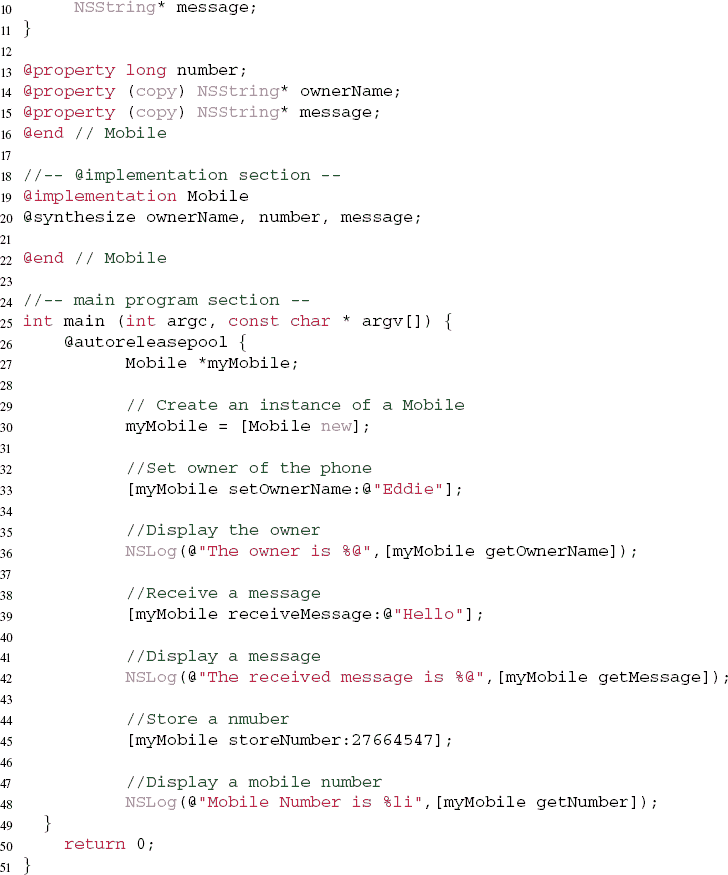 10 NSString* message;
11 }
12
13 @property long number;
14 @property (copy) NSString* ownerName;
15 @property (copy) NSString* message;
16 @end // Mobile
17
18 //-- @implementation section --
19 @implementation Mobile
20 @synthesize ownerName, number, message;
21
22 @end // Mobile
23
24 //-- main program section --
25 int main (int argc, const char * argv[]) {
26 @autoreleasepool {
27 Mobile *myMobile;
28
29 // Create an instance of a Mobile
30 myMobile = [Mobile new];
31
32 //Set owner of the phone
33 [myMobile setOwnerName:@"Eddie"];
34
35 //Display the owner
36 NSLog(@"The owner is %@",[myMobile getOwnerName]);
37
38 //Receive a message
39 [myMobile receiveMessage:@"Hello"];
40
41 //Display a message
42 NSLog(@"The received message is %@",[myMobile getMessage]);
43
44 //Store a nmuber
45 [myMobile storeNumber:27664547];
46
47 //Display a mobile number
48 NSLog(@"Mobile Number is %li",[myMobile getNumber]);
49 }
50 return 0;
51 }